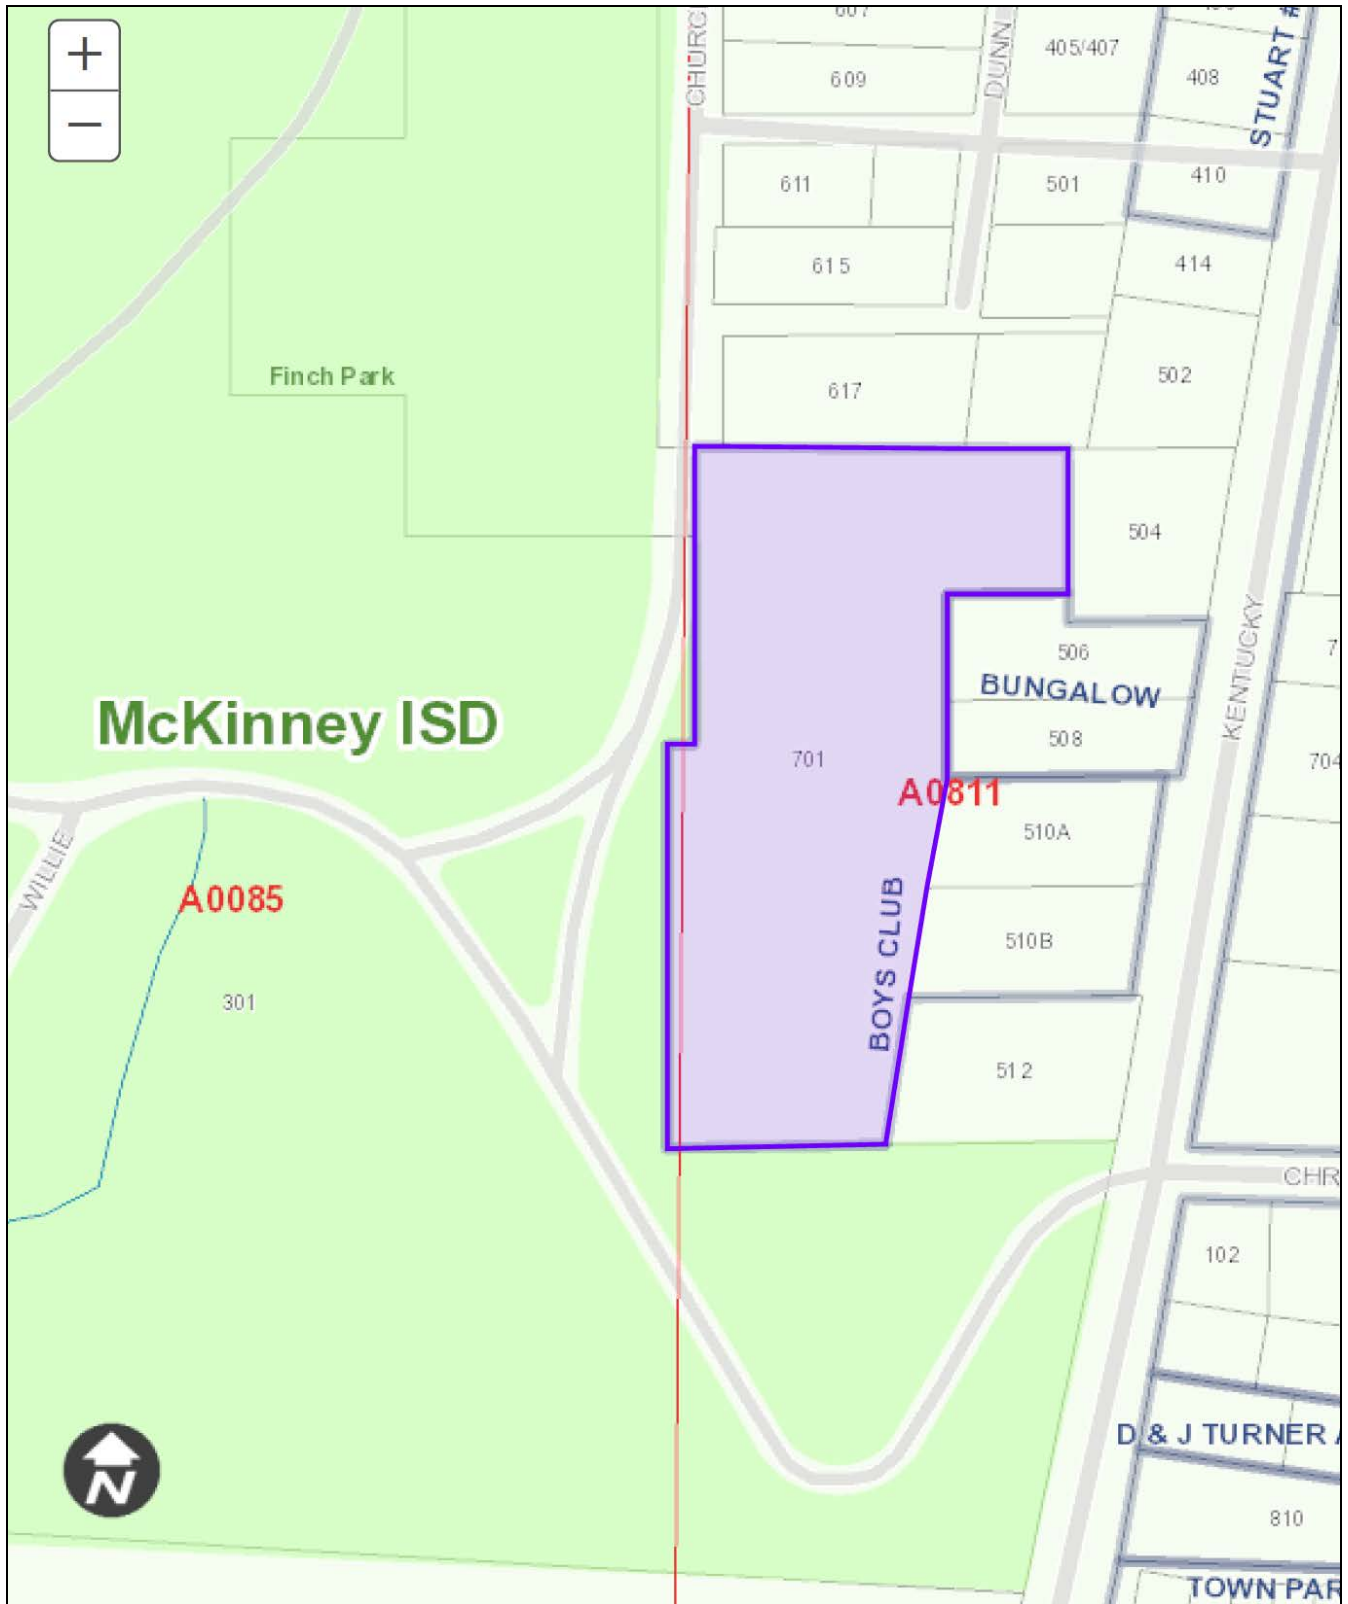 +
−
CHURC
DUNN
405/407
STUART #
609
408
611
501
410
615
414
Finch Park
617
502
504
506
BUNGALOW
508
KENTUCKY
McKinney ISD
701
704
A0811
510A
WILLIE
A0085
BOYS CLUB
510B
301
512
CHR
102
D & J TURNER
N
810
TOWN PAR